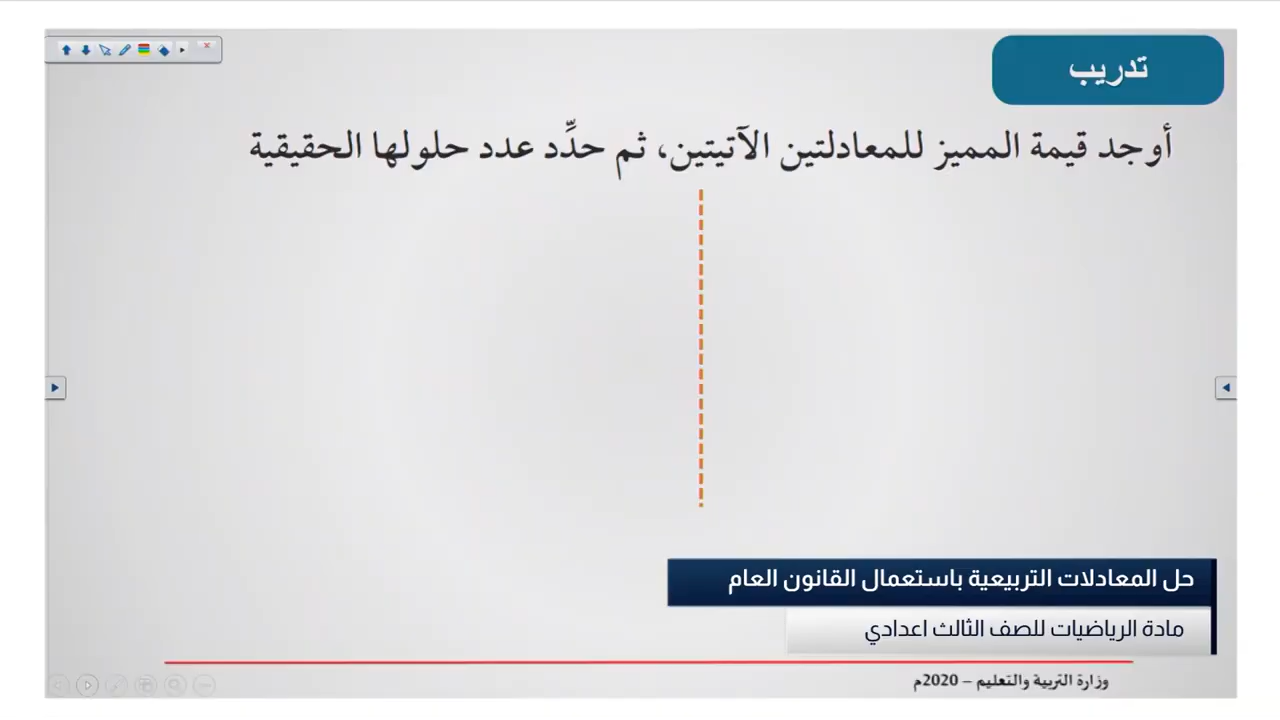 تدريب
أوجد قيمة المميز للمعادلتين الآتيتين، ثم حدِّد عدد حلولها الحقيقية
حل المعادلات التربيعية باستعمال القانون العام
مادة الرياضيات للصف الثالث اعدادي
وزارة التربية والتعليم – 2020م